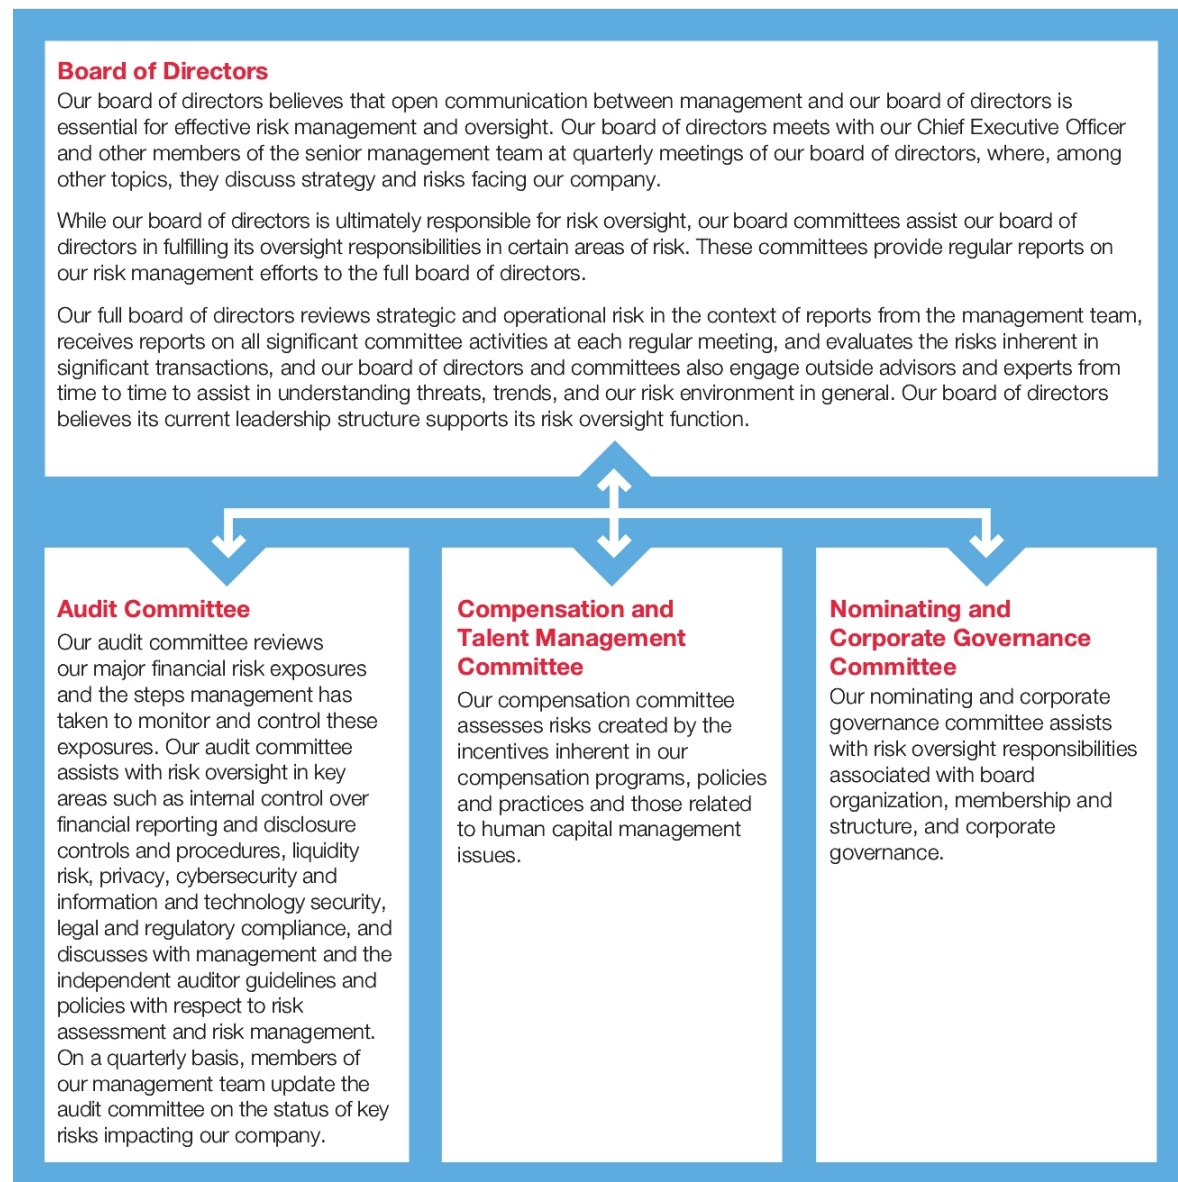 Board of Directors
Our board of directors believes that open communication between management and our board of directors is
essential for effective risk management and oversight. Our board of directors meets with our Chief Executive Officer
and other members of the senior management team at quarterly meetings of our board of directors, where, among
other topics, they discuss strategy and risks facing our company.
While our board of directors is ultimately responsible for risk oversight, our board committees assist our board of
directors in fulfilling its oversight responsibilities in certain areas of risk. These committees provide regular reports on
our risk management efforts to the full board of directors.
Our full board of directors reviews strategic and operational risk in the context of reports from the management team,
receives reports on all significant committee activities at each regular meeting, and evaluates the risks inherent in
significant transactions, and our board of directors and committees also engage outside advisors and experts from
time to time to assist in understanding threats, trends, and our risk environment in general. Our board of directors
believes its current leadership structure supports its risk oversight function.
Audit Committee
Our audit committee reviews
our major financial risk exposures
and the steps management has
taken to monitor and control these
exposures. Our audit committee
assists with risk oversight in key
areas such as internal control over
financial reporting and disclosure
controls and procedures, liquidity
risk, privacy, cybersecurity and
information and technology security,
legal and regulatory compliance, and
discusses with management and the
independent auditor guidelines and
policies with respect to risk
assessment and risk management.
On a quarterly basis, members of
our management team update the
audit committee on the status of key
risks impacting our company.
Compensation and
Talent Management
Committee
Our compensation committee
assesses risks created by the
incentives inherent in our
compensation programs, policies
and practices and those related
to human capital management
issues.
Nominating and
Corporate Governance
Committee
Our nominating and corporate
governance committee assists
with risk oversight responsibilities
associated with board
organization, membership and
structure, and corporate
governance.